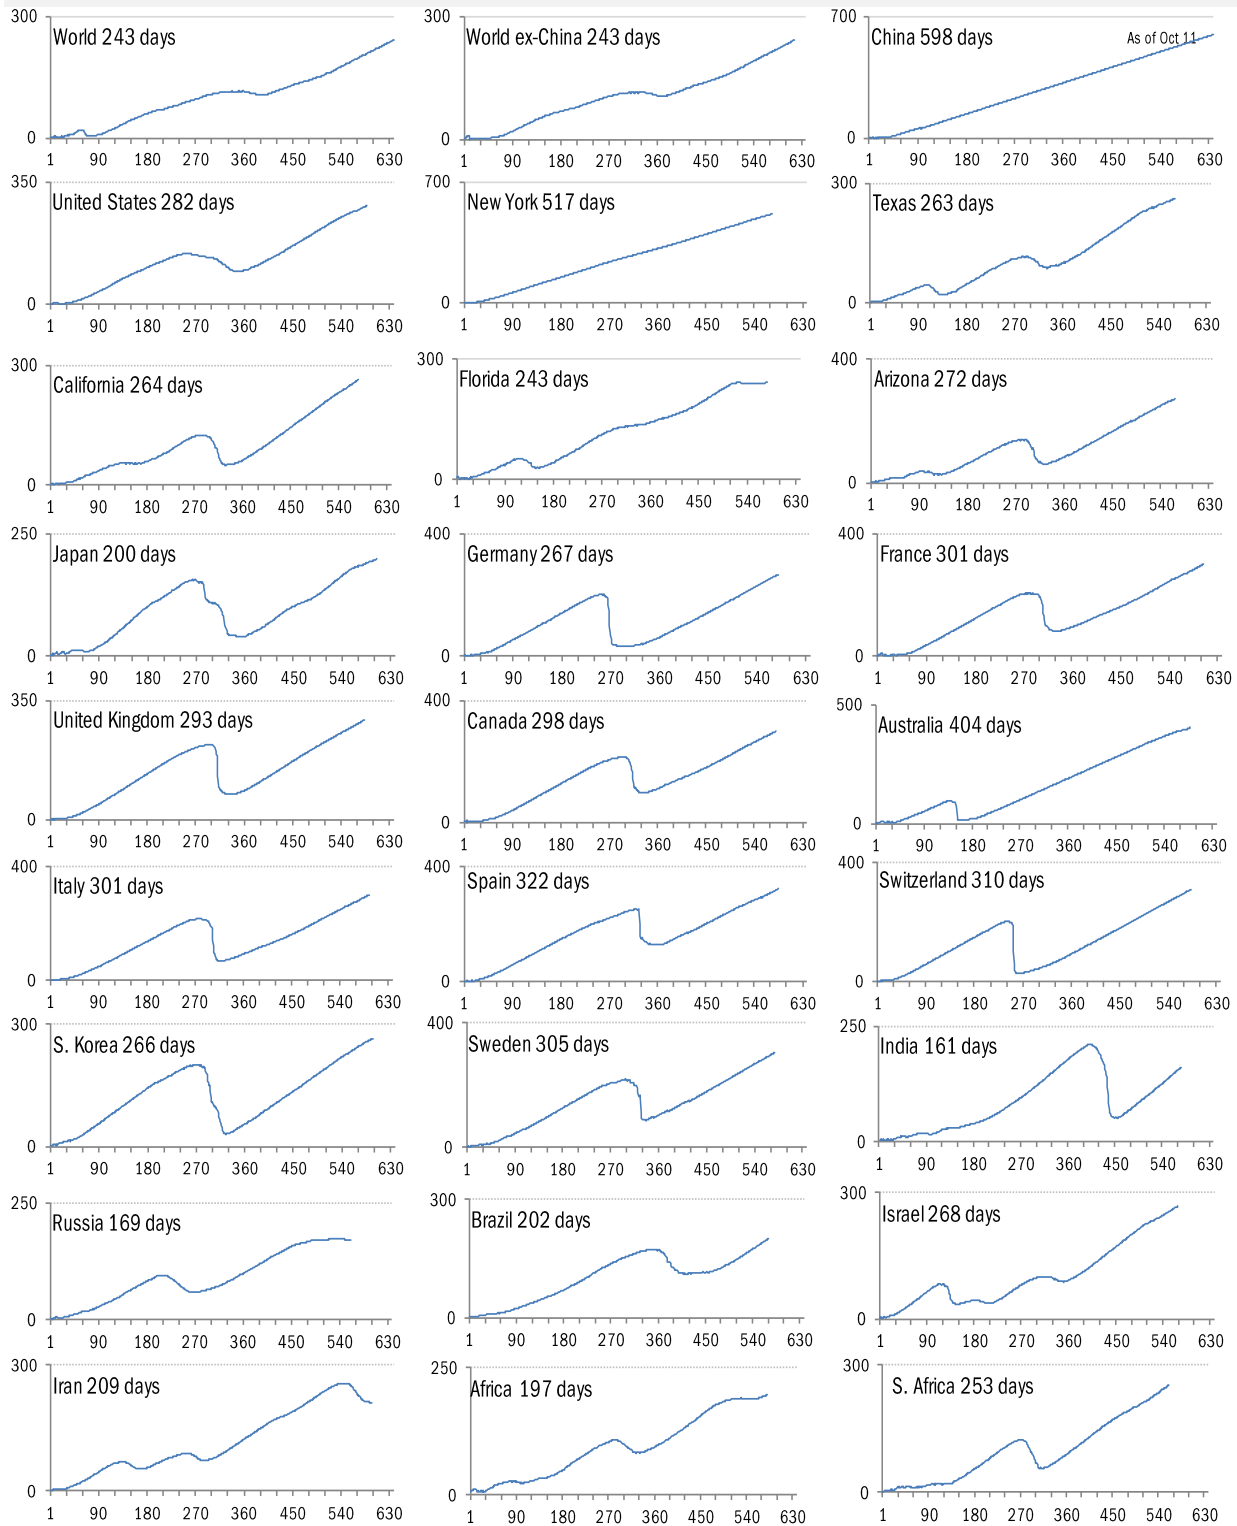 300
World 243 days
0
1 90 180 270 360 450 540 630
300
World ex-China 243 days
0
1 90 180 270 360 450 540 630
700
China 598 days
As of Oct 11
0
1 90 180 270 360 450 540 630
350
United States 282 days
0
1 90 180 270 360 450 540 630
700
New York 517 days
0
1 90 180 270 360 450 540 630
300
Texas 263 days
0
1 90 180 270 360 450 540 630
300
California 264 days
0
1 90 180 270 360 450 540 630
300
Florida 243 days
0
1 90 180 270 360 450 540 630
400
Arizona 272 days
0
1 90 180 270 360 450 540 630
250
Japan 200 days
0
1 90 180 270 360 450 540 630
400
Germany 267 days
0
1 90 180 270 360 450 540 630
400
France 301 days
0
1 90 180 270 360 450 540 630
350
United Kingdom 293 days
0
1 90 180 270 360 450 540 630
400
Canada 298 days
0
1 90 180 270 360 450 540 630
500
Australia 404 days
0
1 90 180 270 360 450 540 630
400
Italy 301 days
0
1 90 180 270 360 450 540 630
400
Spain 322 days
0
1 90 180 270 360 450 540 630
400
Switzerland 310 days
0
1 90 180 270 360 450 540 630
300
S. Korea 266 days
0
1 90 180 270 360 450 540 630
400
Sweden 305 days
0
1 90 180 270 360 450 540 630
250
India 161 days
0
1 90 180 270 360 450 540 630
250
Russia 169 days
0
1 90 180 270 360 450 540 630
300
Brazil 202 days
0
1 90 180 270 360 450 540 630
300
Israel 268 days
0
1 90 180 270 360 450 540 630
300
Iran 209 days
0
1 90 180 270 360 450 540 630
250
Africa 197 days
0
1 90 180 270 360 450 540 630
300
S. Africa 253 days
0
1 90 180 270 360 450 540 630